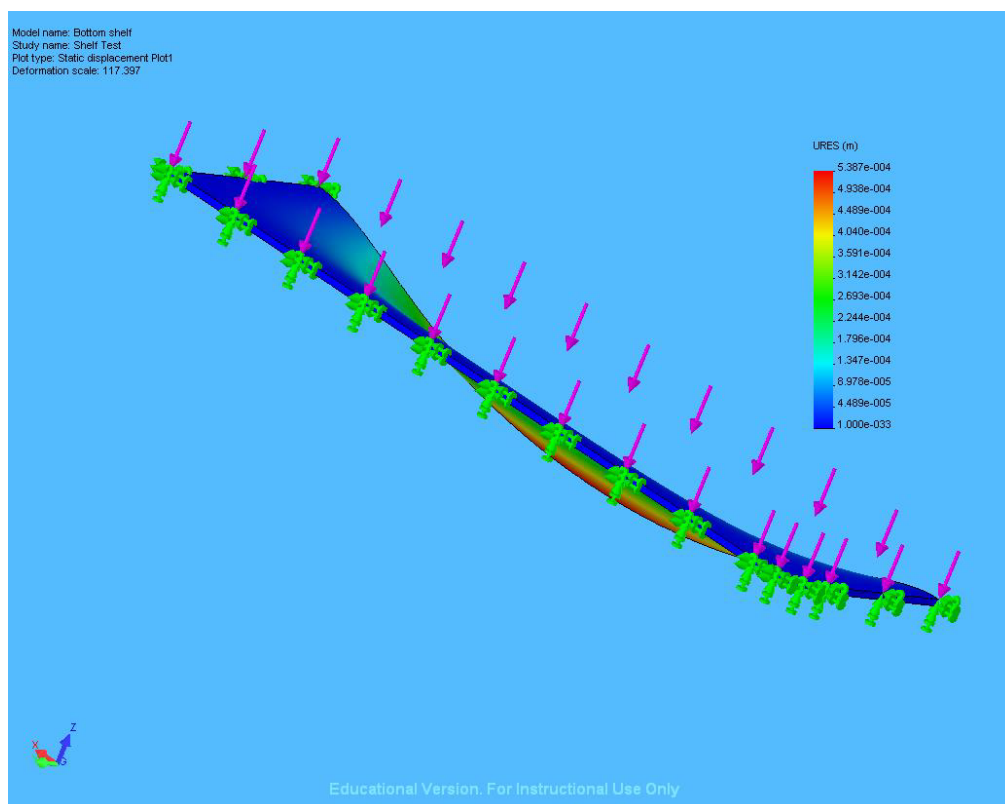 Model name: Bottom shelf
Study name: Shelf Test
Plot type: Static displacement Plot1
Deformation scale: 117.397
URES (m)
5.387e-004
4.938e-004
4.489e-004
4.040e-004
3.591e-004
3.142e-004
2.693e-004
2.244e-004
1.796e-004
1.347e-004
8.978e-005
4.489e-005
1.000e-033
Z
X
Educational Version. For Instructional Use Only